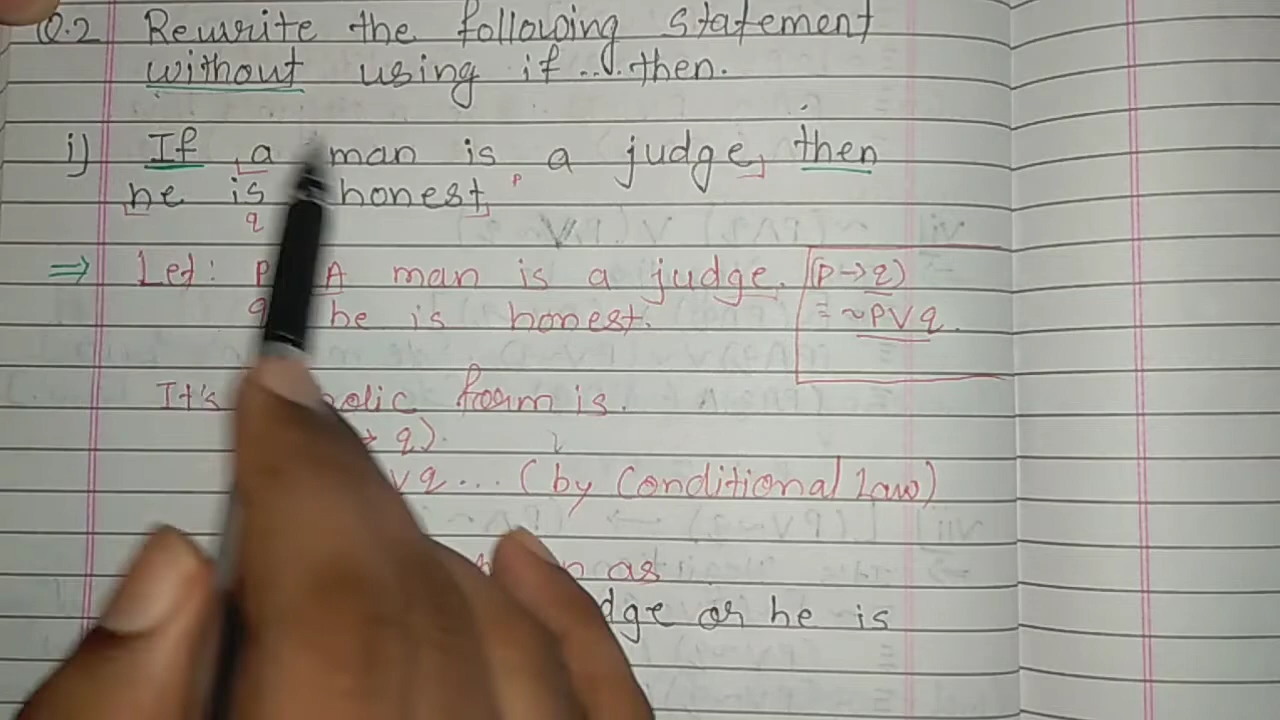 Q.2 Rewrite the following statement
without using if...then.
i) If a man is a judge, then
he is honest. p
q
⇒ Let: P A man is a judge. (p → q)
q he is honest. ≡ ~p∨q.
It's form is.
→ q).
∨q... (by Conditional Law)
as
or he is